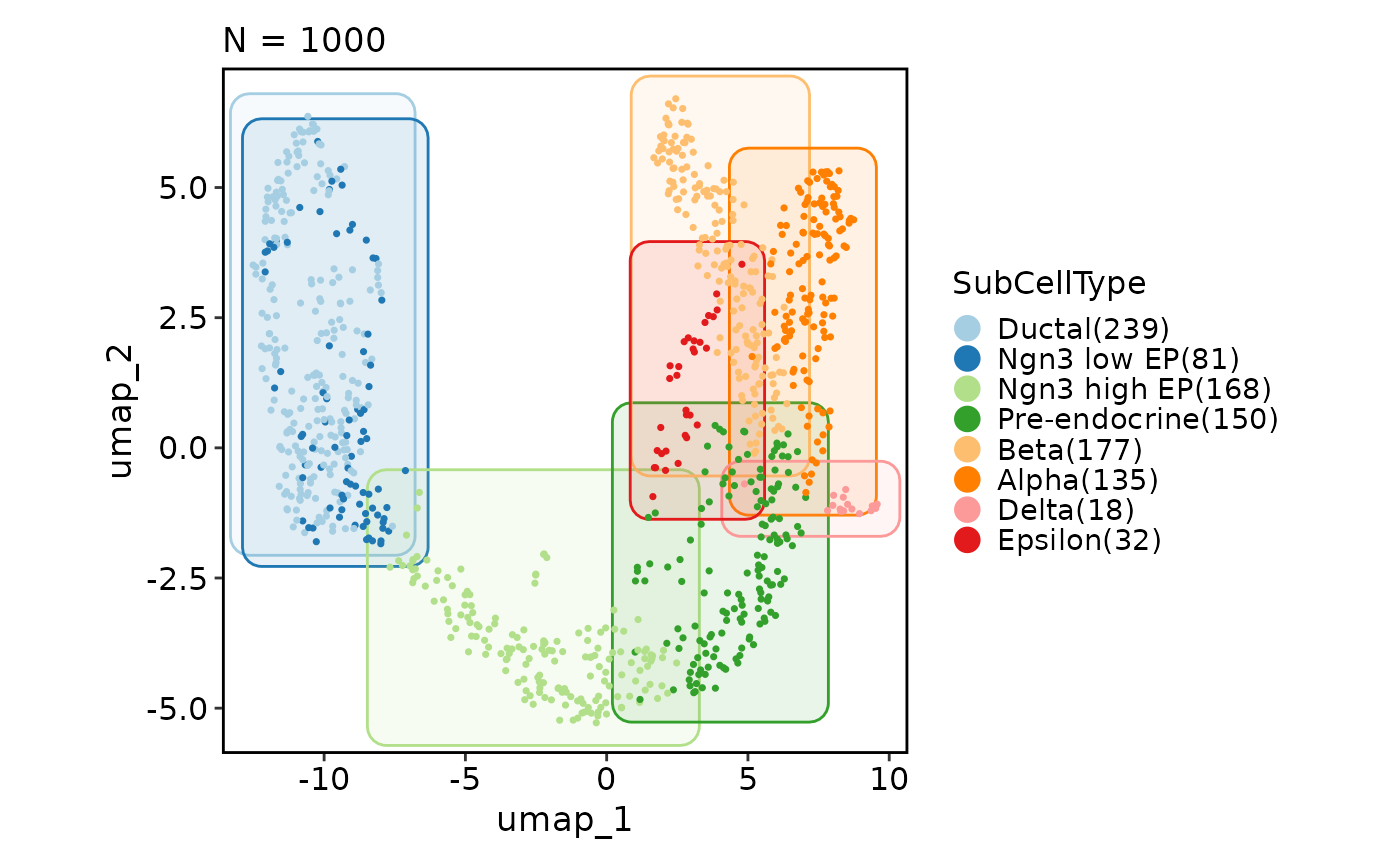 N = 1000
5.0
2.5
0.0
-2.5
-5.0
umap_2
-10
-5
0
5
10
umap_1
SubCellType
Ductal(239)
Ngn3 low EP(81)
Ngn3 high EP(168)
Pre-endocrine(150)
Beta(177)
Alpha(135)
Delta(18)
Epsilon(32)